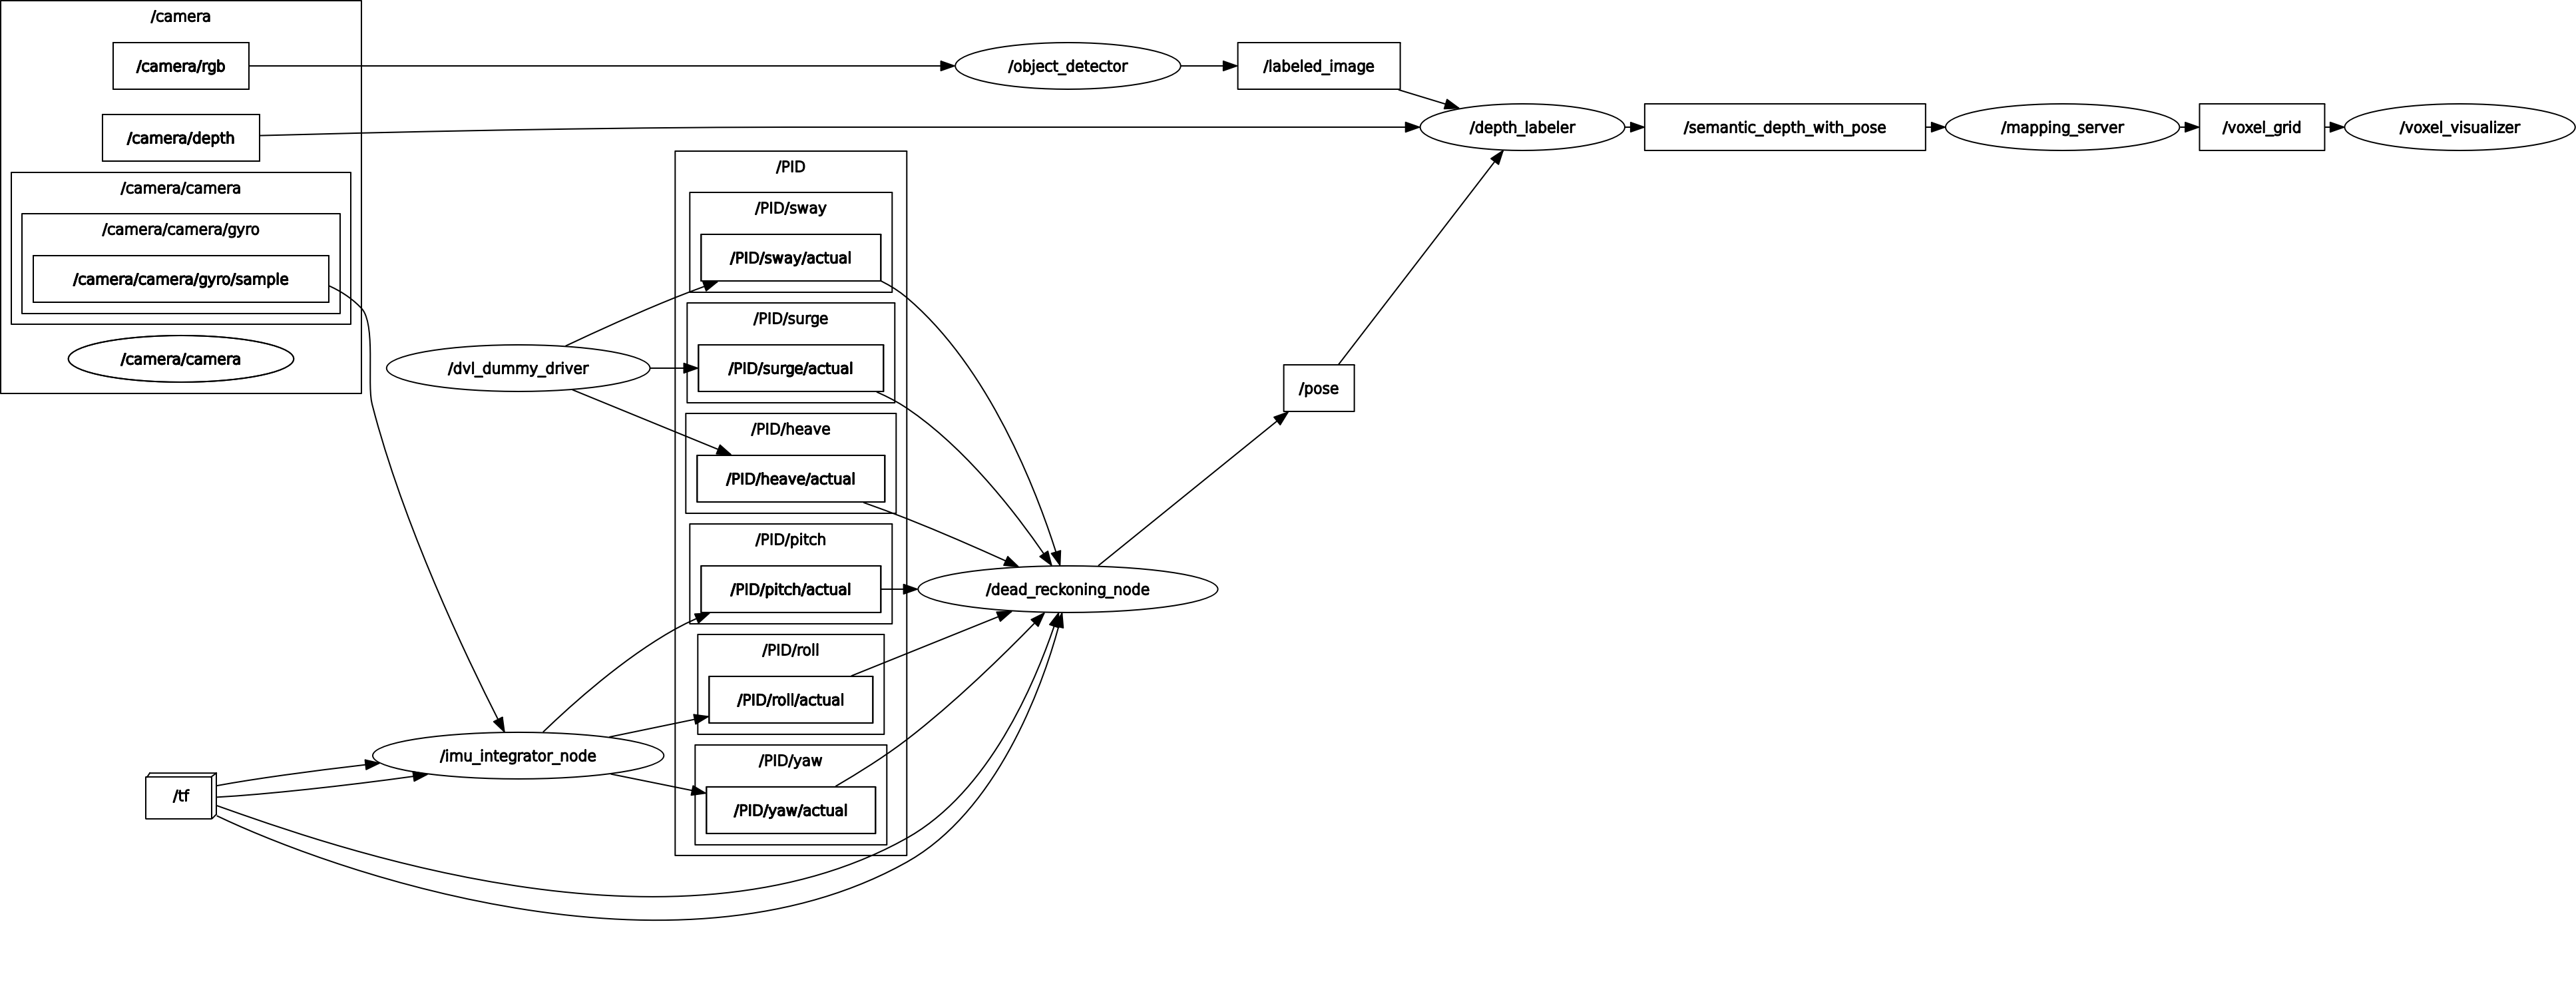 /camera
/camera/rgb
/camera/depth
/camera/camera
/camera/camera/gyro
/camera/camera/gyro/sample
/camera/camera
/tf
/dvl_dummy_driver
/imu_integrator_node
/PID
/PID/sway
/PID/sway/actual
/PID/surge
/PID/surge/actual
/PID/heave
/PID/heave/actual
/PID/pitch
/PID/pitch/actual
/PID/roll
/PID/roll/actual
/PID/yaw
/PID/yaw/actual
/object_detector
/dead_reckoning_node
/labeled_image
/pose
/depth_labeler
/semantic_depth_with_pose
/mapping_server
/voxel_grid
/voxel_visualizer